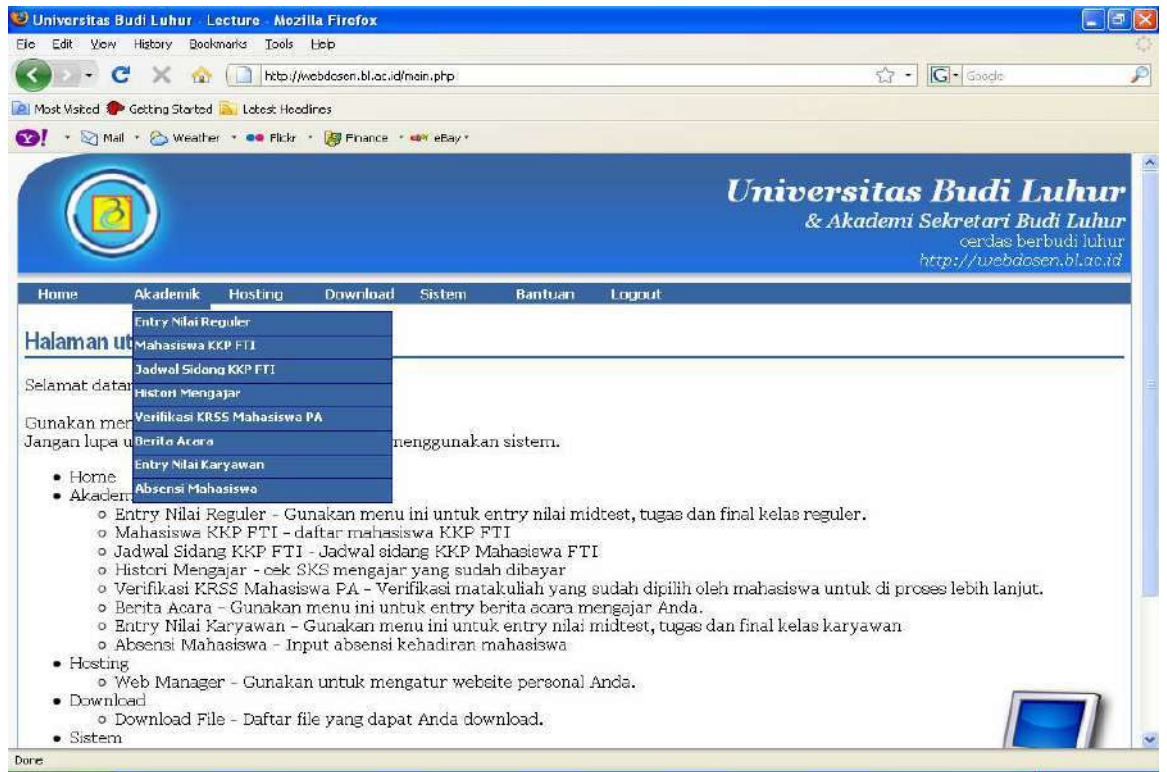 Universitas Budi Luhur - Lecture - Mozilla Firefox
File Edit View History Bookmarks Tools Help
http://webdosen.bl.ac.id/main.php
Google
Most Visited Getting Started Latest Headlines
Y! Mail Weather Flickr Finance eBay
Universitas Budi Luhur
& Akademi Sekretari Budi Luhur
cerdas berbudi luhur
http://webdosen.bl.ac.id
Home Akademik Hosting Download Sistem Bantuan Logout
Entry Nilai Reguler
Halaman ut
Mahasiswa KKP FTI
Jadwal Sidang KKP FTI
Selamat datan
Histori Mengajar
Gunakan men
Verifikasi KRSS Mahasiswa PA
Jangan lupa u
Berita Acara
menggunakan sistem.
Entry Nilai Karyawan
Absensi Mahasiswa
• Home
• Akadem
Entry Nilai Reguler - Gunakan menu ini untuk entry nilai midtest, tugas dan final kelas reguler.
Mahasiswa KKP FTI - daftar mahasiswa KKP FTI
Jadwal Sidang KKP FTI - Jadwal sidang KKP Mahasiswa FTI
Histori Mengajar - cek SKS mengajar yang sudah dibayar
Verifikasi KRSS Mahasiswa PA - Verifikasi matakuliah yang sudah dipilih oleh mahasiswa untuk di proses lebih lanjut.
Berita Acara - Gunakan menu ini untuk entry berita acara mengajar Anda.
Entry Nilai Karyawan - Gunakan menu ini untuk entry nilai midtest, tugas dan final kelas karyawan
Absensi Mahasiswa - Input absensi kehadiran mahasiswa
• Hosting
Web Manager - Gunakan untuk mengatur website personal Anda.
• Download
Download File - Daftar file yang dapat Anda download.
• Sistem
Done